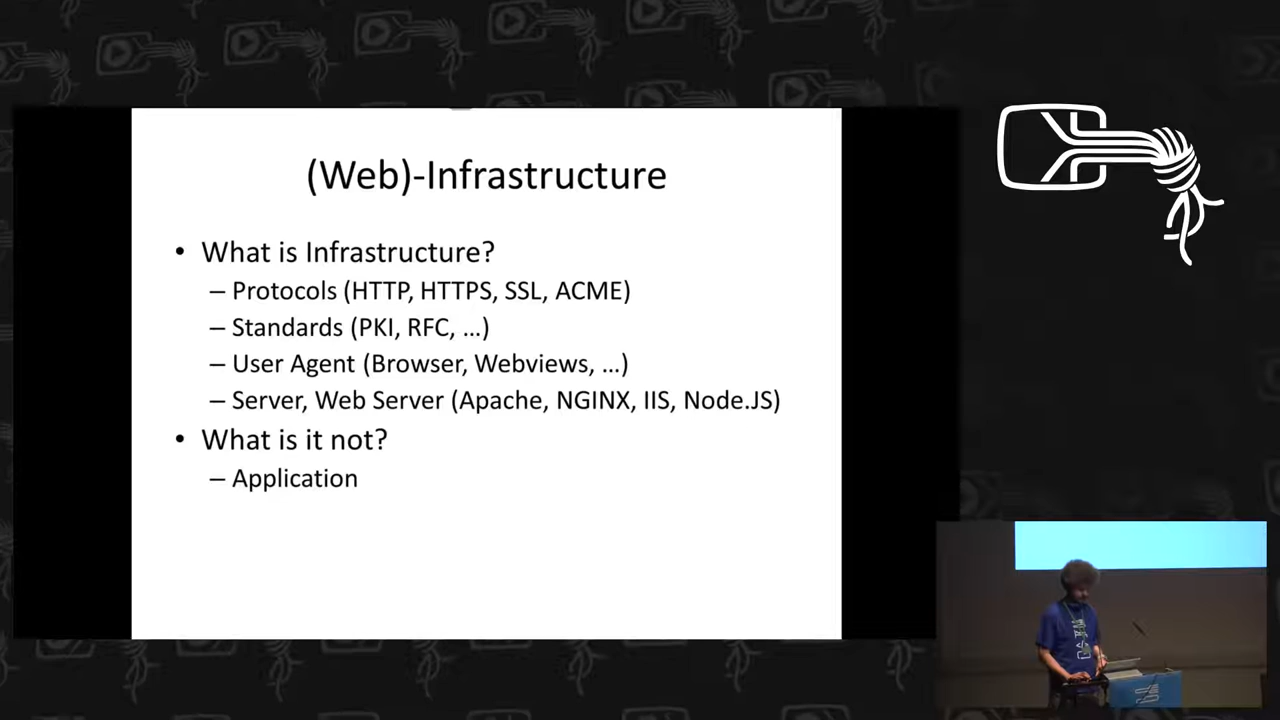 (Web)-Infrastructure
• What is Infrastructure?
– Protocols (HTTP, HTTPS, SSL, ACME)
– Standards (PKI, RFC, ...)
– User Agent (Browser, Webviews, ...)
– Server, Web Server (Apache, NGINX, IIS, Node.JS)
• What is it not?
– Application